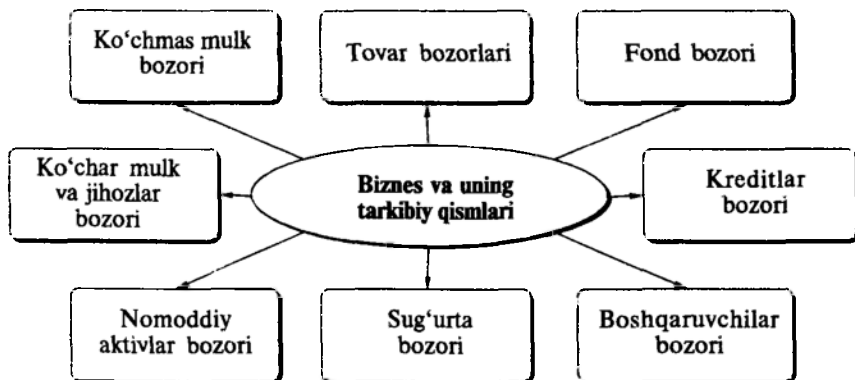 Ko‘chmas mulk
bozori
Tovar bozorlari
Fond bozori
Ko‘char mulk
va jihozlar
bozori
Biznes va uning
tarkibiy qismlari
Kreditlar
bozori
Nomoddiy
aktivlar bozori
Sug‘urta
bozori
Boshqaruvchilar
bozori